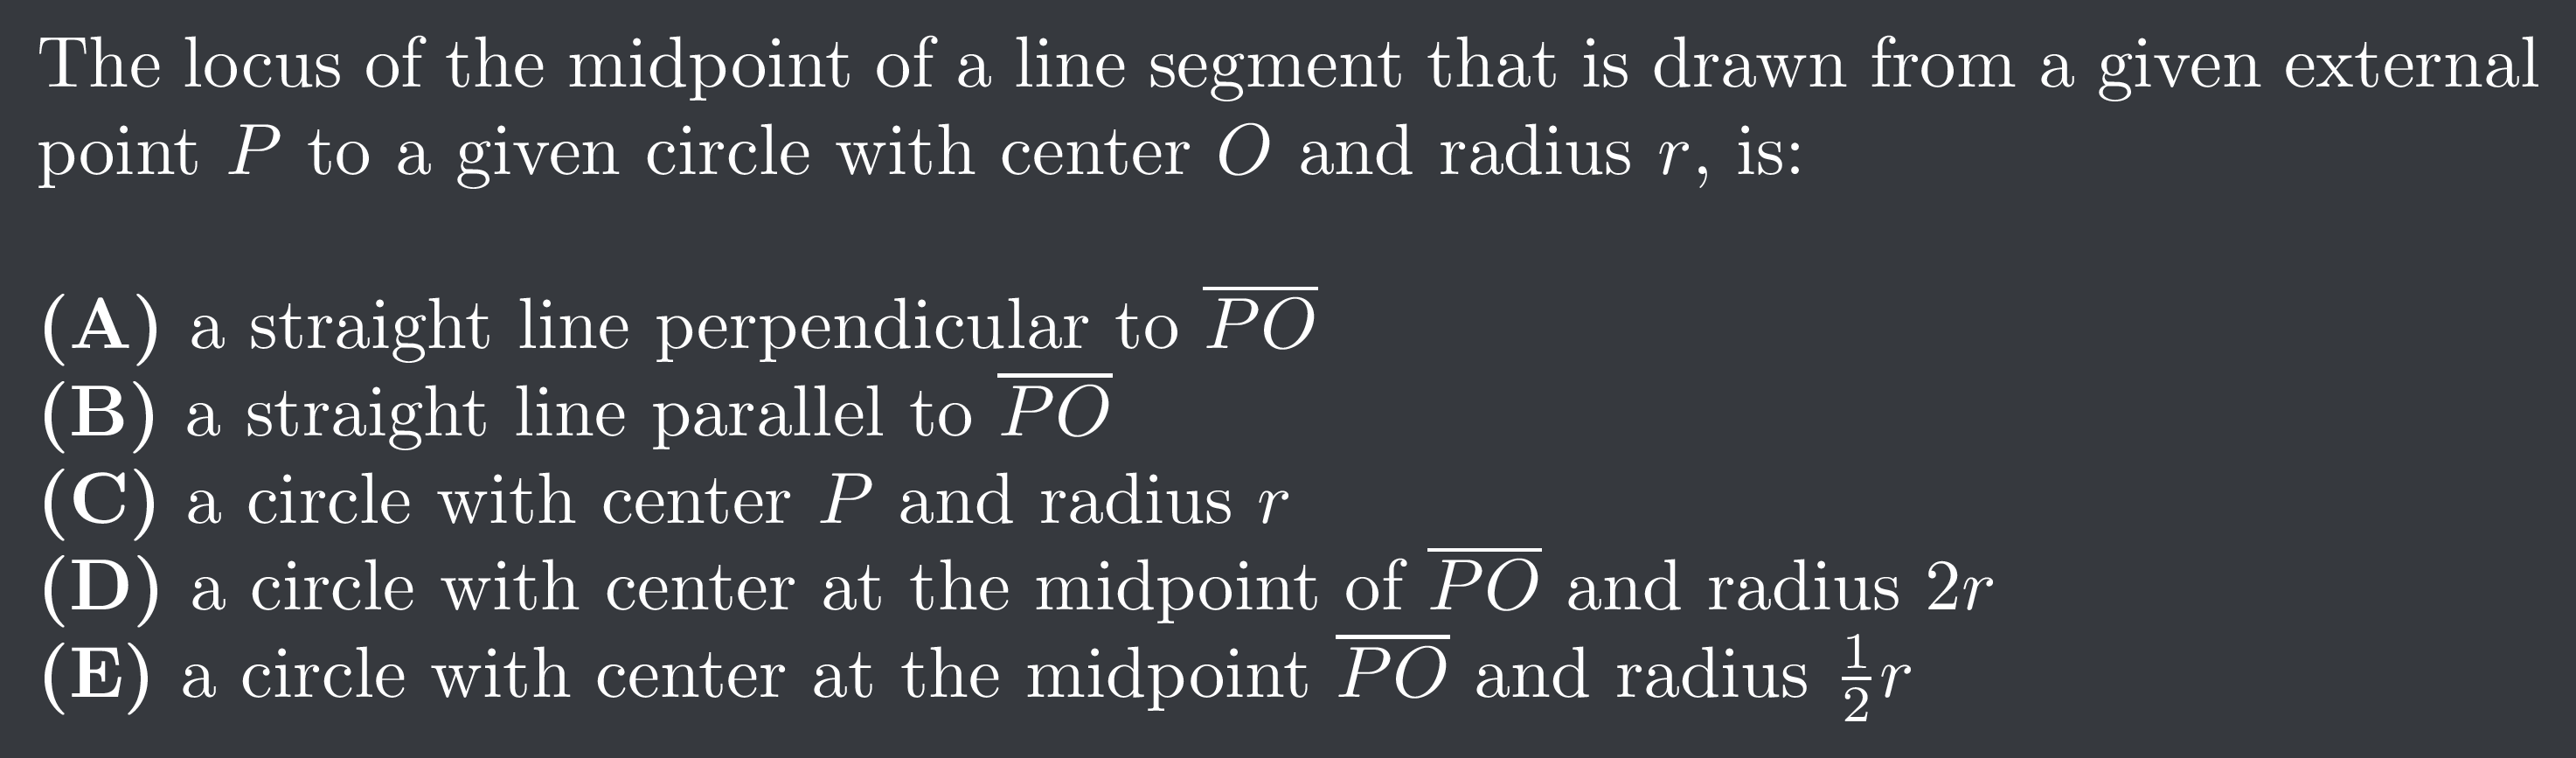 The locus of the midpoint of a line segment that is drawn from a given external
point $P$ to a given circle with center $O$ and radius $r$, is:
(A) a straight line perpendicular to $\overline{PO}$
(B) a straight line parallel to $\overline{PO}$
(C) a circle with center $P$ and radius $r$
(D) a circle with center at the midpoint of $\overline{PO}$ and radius $2r$
(E) a circle with center at the midpoint $\overline{PO}$ and radius $\frac{1}{2}r$